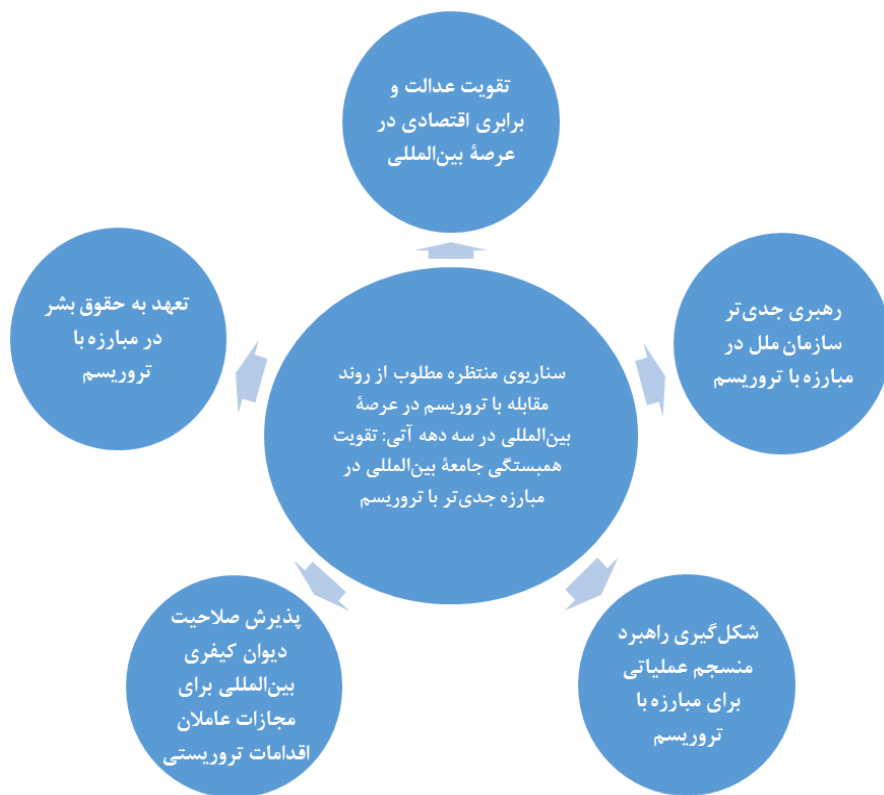 تقویت عدالت و
برابری اقتصادی در
عرصۀ بین‌المللی
رهبری جدی‌تر
سازمان ملل در
مبارزه با تروریسم
تعهد به حقوق بشر
در مبارزه با
تروریسم
سناریوی منتظره مطلوب از روند
مقابله با تروریسم در عرصۀ
بین‌المللی در سه دهه آتی: تقویت
همبستگی جامعۀ بین‌المللی در
مبارزه جدی‌تر با تروریسم
شکل‌گیری راهبرد
منسجم عملیاتی
برای مبارزه با
تروریسم
پذیرش صلاحیت
دیوان کیفری
بین‌المللی برای
مجازات عاملان
اقدامات تروریستی